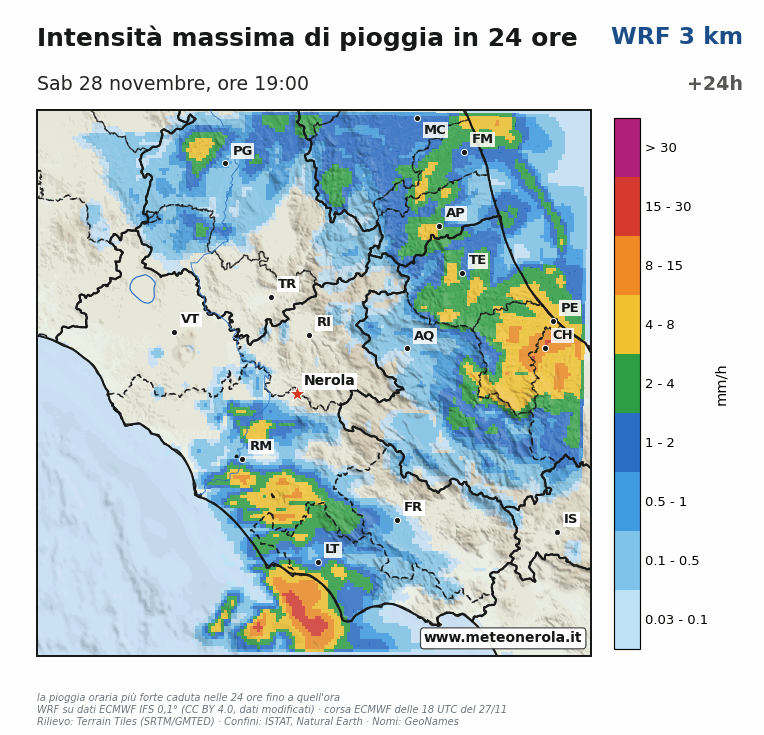 Intensità massima di pioggia in 24 ore WRF 3 km
Sab 28 novembre, ore 19:00 +24h
MC
FM
PG
AP
TE
TR
PE
VT
RI
AQ
CH
Nerola
RM
FR
IS
LT
www.meteonerola.it
> 30
15 - 30
8 - 15
4 - 8
2 - 4
1 - 2
0.5 - 1
0.1 - 0.5
0.03 - 0.1
mm/h
la pioggia oraria più forte caduta nelle 24 ore fino a quell'ora
WRF su dati ECMWF IFS 0,1° (CC BY 4.0, dati modificati) · corsa ECMWF delle 18 UTC del 27/11
Rilievo: Terrain Tiles (SRTM/GMTED) · Confini: ISTAT, Natural Earth · Nomi: GeoNames